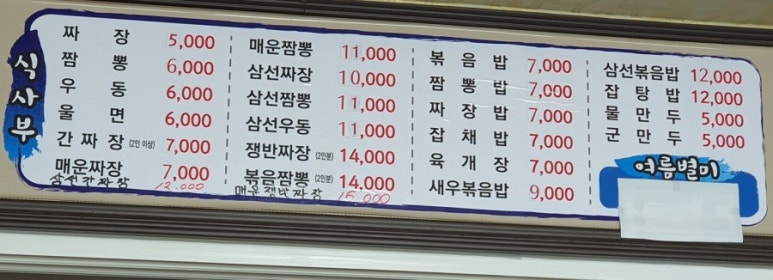 식사부
짜 장 5,000
짬 뽕 6,000
우 동 6,000
울 면 6,000
간 짜 장 (2인 이상) 7,000
매운짜장 7,000
삼선간짜장 12.000
매운짬뽕 11,000
삼선짜장 10,000
삼선짬뽕 11,000
삼선우동 11,000
쟁반짜장 (2인분) 14,000
볶음짬뽕 (2인분) 14.000
매운쟁반짜장 15,000
볶 음 밥 7,000
짬 뽕 밥 7,000
짜 장 밥 7,000
잡 채 밥 7,000
육 개 장 7,000
새우볶음밥 9,000
삼선볶음밥 12,000
잡 탕 밥 12,000
물 만 두 5,000
군 만 두 5,000
여름별미